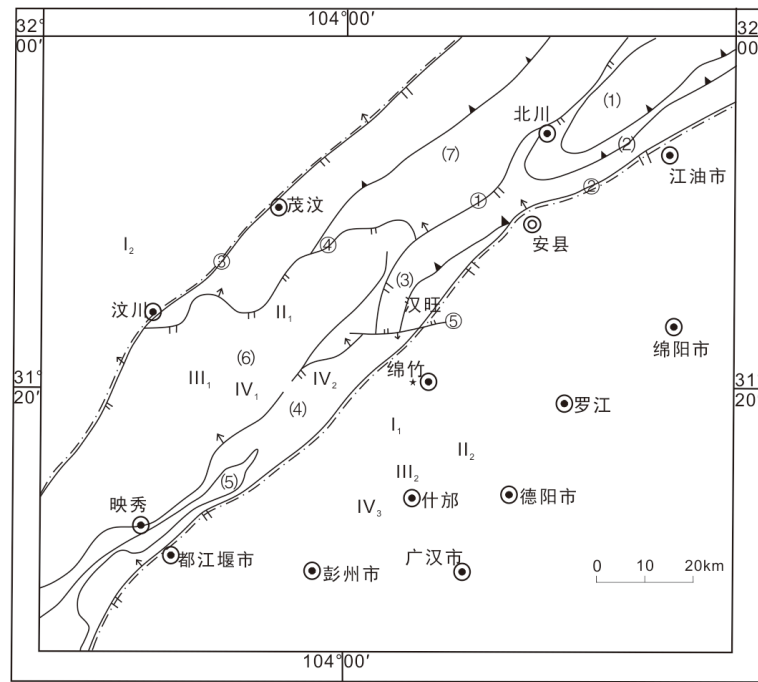 104°00′
32°
00′
32
00
北川
(1)
(2)
江油市
(7)
①
②
茂汶
④
安县
I₂
③
(3)
汉旺
汶川
II₁
⑤
绵阳市
(6)
31°
20′
31
20
III₁
IV₁
IV₂
绵竹
(4)
罗江
I₁
II₂
III₂
(5)
映秀
IV₃
什邡
德阳市
都江堰市
彭州市
广汉市
0 10 20km
104°00′